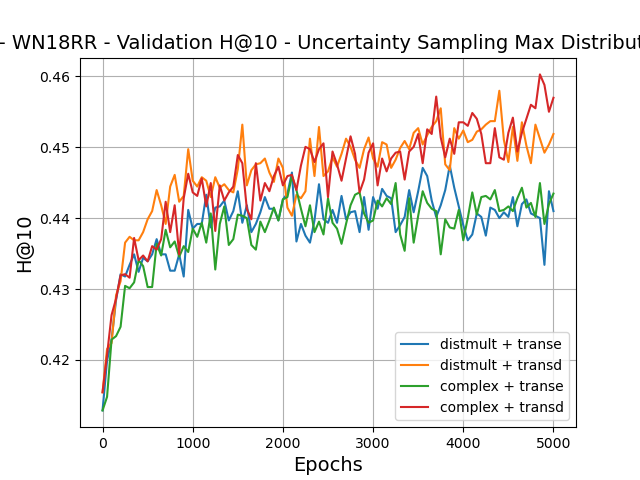 - WN18RR - Validation H@10 - Uncertainty Sampling Max Distribut
0.46
0.45
0.44
0.43
0.42
H@10
0
1000
2000
3000
4000
5000
Epochs
distmult + transe
distmult + transd
complex + transe
complex + transd